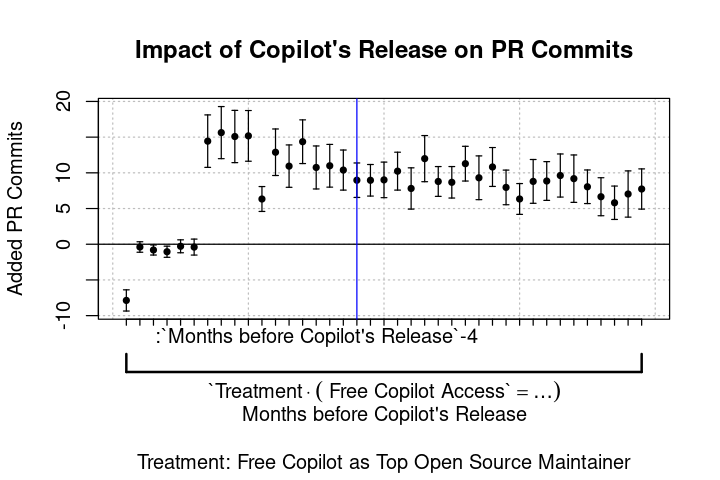 Impact of Copilot's Release on PR Commits
Added PR Commits
20
10
5
0
-10
:`Months before Copilot's Release`-4
`Treatment · ( Free Copilot Access` = …)
Months before Copilot's Release
Treatment: Free Copilot as Top Open Source Maintainer